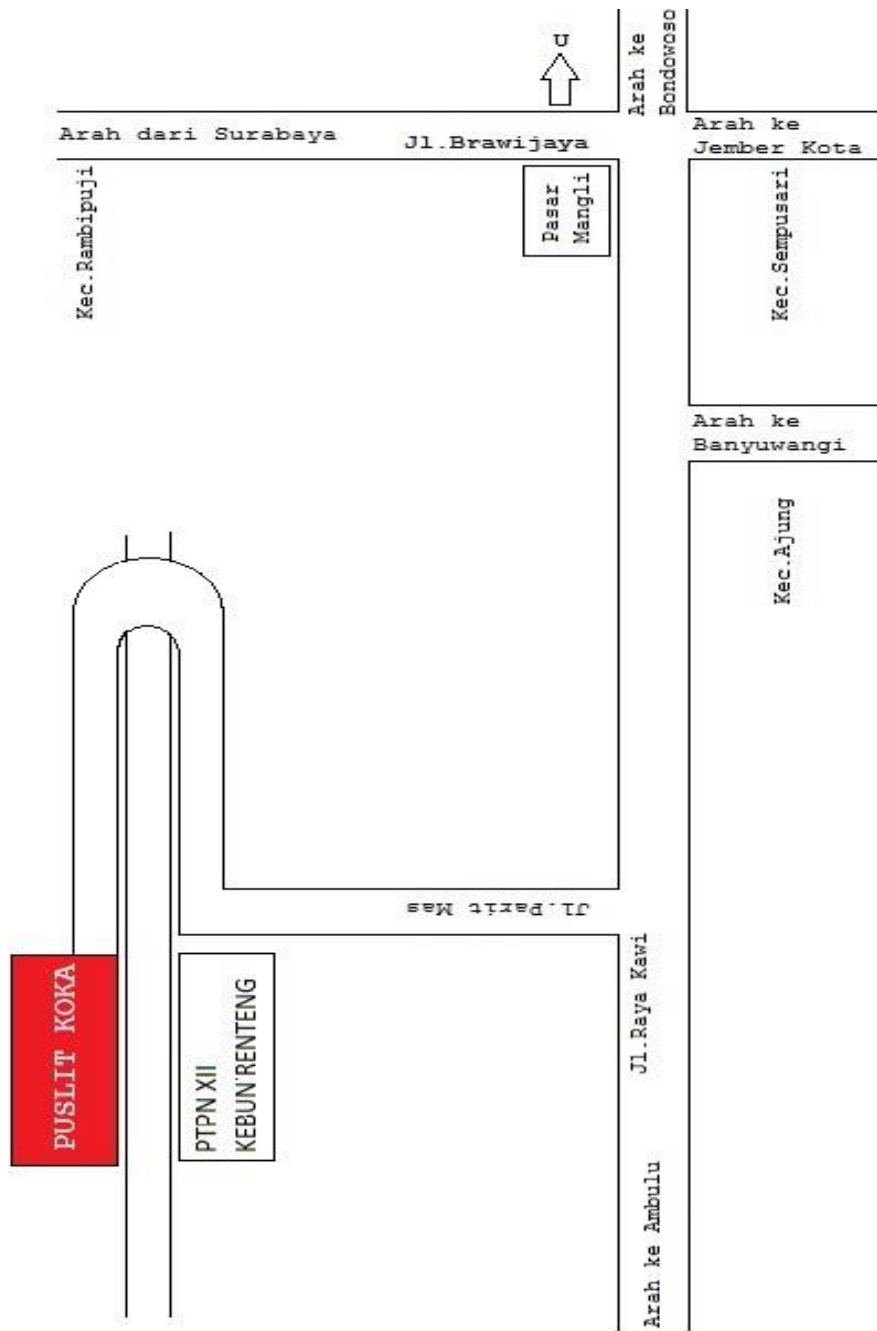 U
Arah ke
Bondowoso
Arah dari Surabaya
Jl.Brawijaya
Arah ke
Jember Kota
Kec.Rambipuji
Pasar
Mangli
Kec.Sempusari
Arah ke
Banyuwangi
Kec.Ajung
Jl.Parit Mas
PUSLIT KOKA
PTPN XII
KEBUN'RENTENG
Jl.Raya Kawi
Arah ke Ambulu